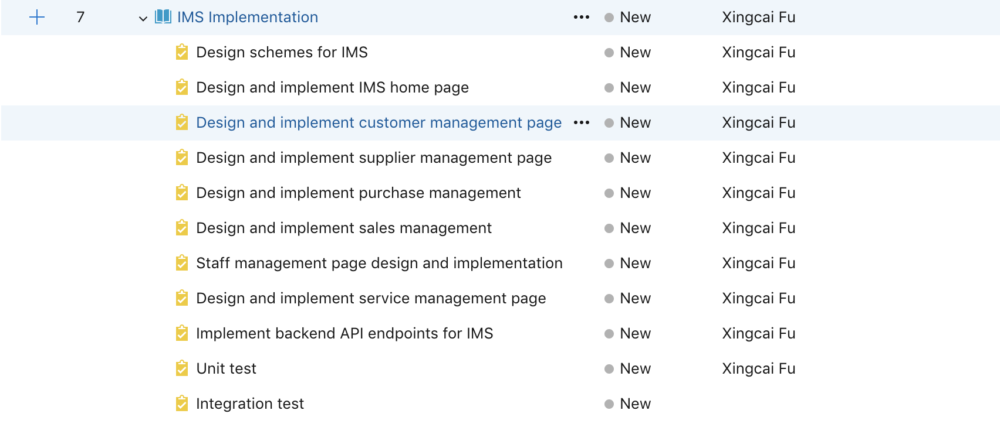 7 IMS Implementation ••• New Xingcai Fu
Design schemes for IMS New Xingcai Fu
Design and implement IMS home page New Xingcai Fu
Design and implement customer management page ••• New Xingcai Fu
Design and implement supplier management page New Xingcai Fu
Design and implement purchase management New Xingcai Fu
Design and implement sales management New Xingcai Fu
Staff management page design and implementation New Xingcai Fu
Design and implement service management page New Xingcai Fu
Implement backend API endpoints for IMS New Xingcai Fu
Unit test New Xingcai Fu
Integration test New